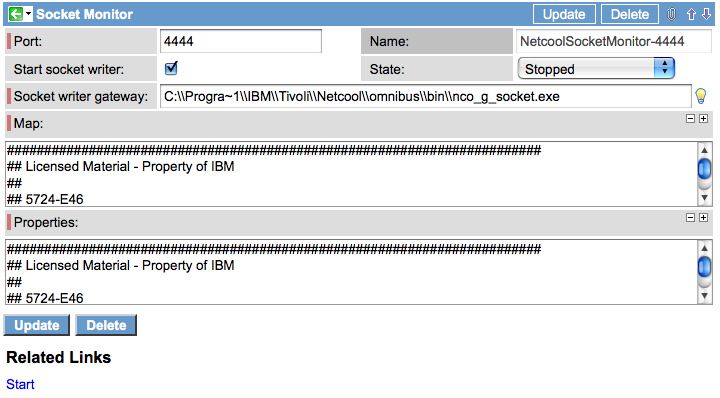 Socket Monitor Update Delete
Port: 4444 Name: NetcoolSocketMonitor-4444
Start socket writer: State: Stopped
Socket writer gateway: C:\\Progra~1\\IBM\\Tivoli\\Netcool\\omnibus\\bin\\nco_g_socket.exe
Map:
#######################################################################
## Licensed Material - Property of IBM
##
## 5724-E46
Properties:
#######################################################################
## Licensed Material - Property of IBM
##
## 5724-E46
Update Delete
Related Links
Start